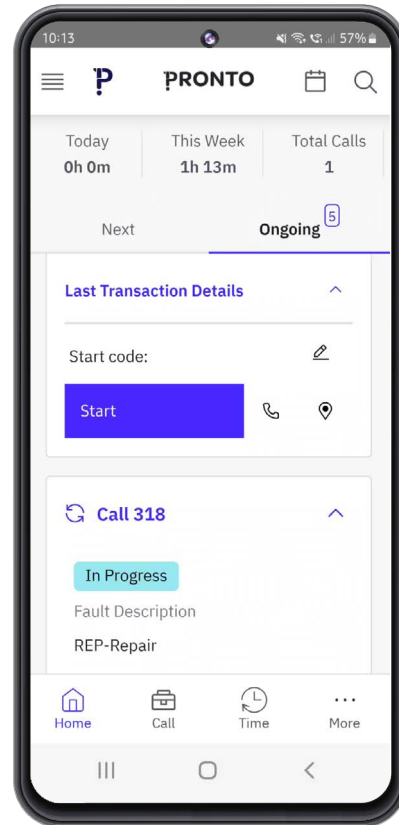 10:13 57%
PRONTO
Today This Week Total Calls
0h 0m 1h 13m 1
Next Ongoing 5
Last Transaction Details
Start code:
Start
Call 318
In Progress
Fault Description
REP-Repair
Home Call Time More